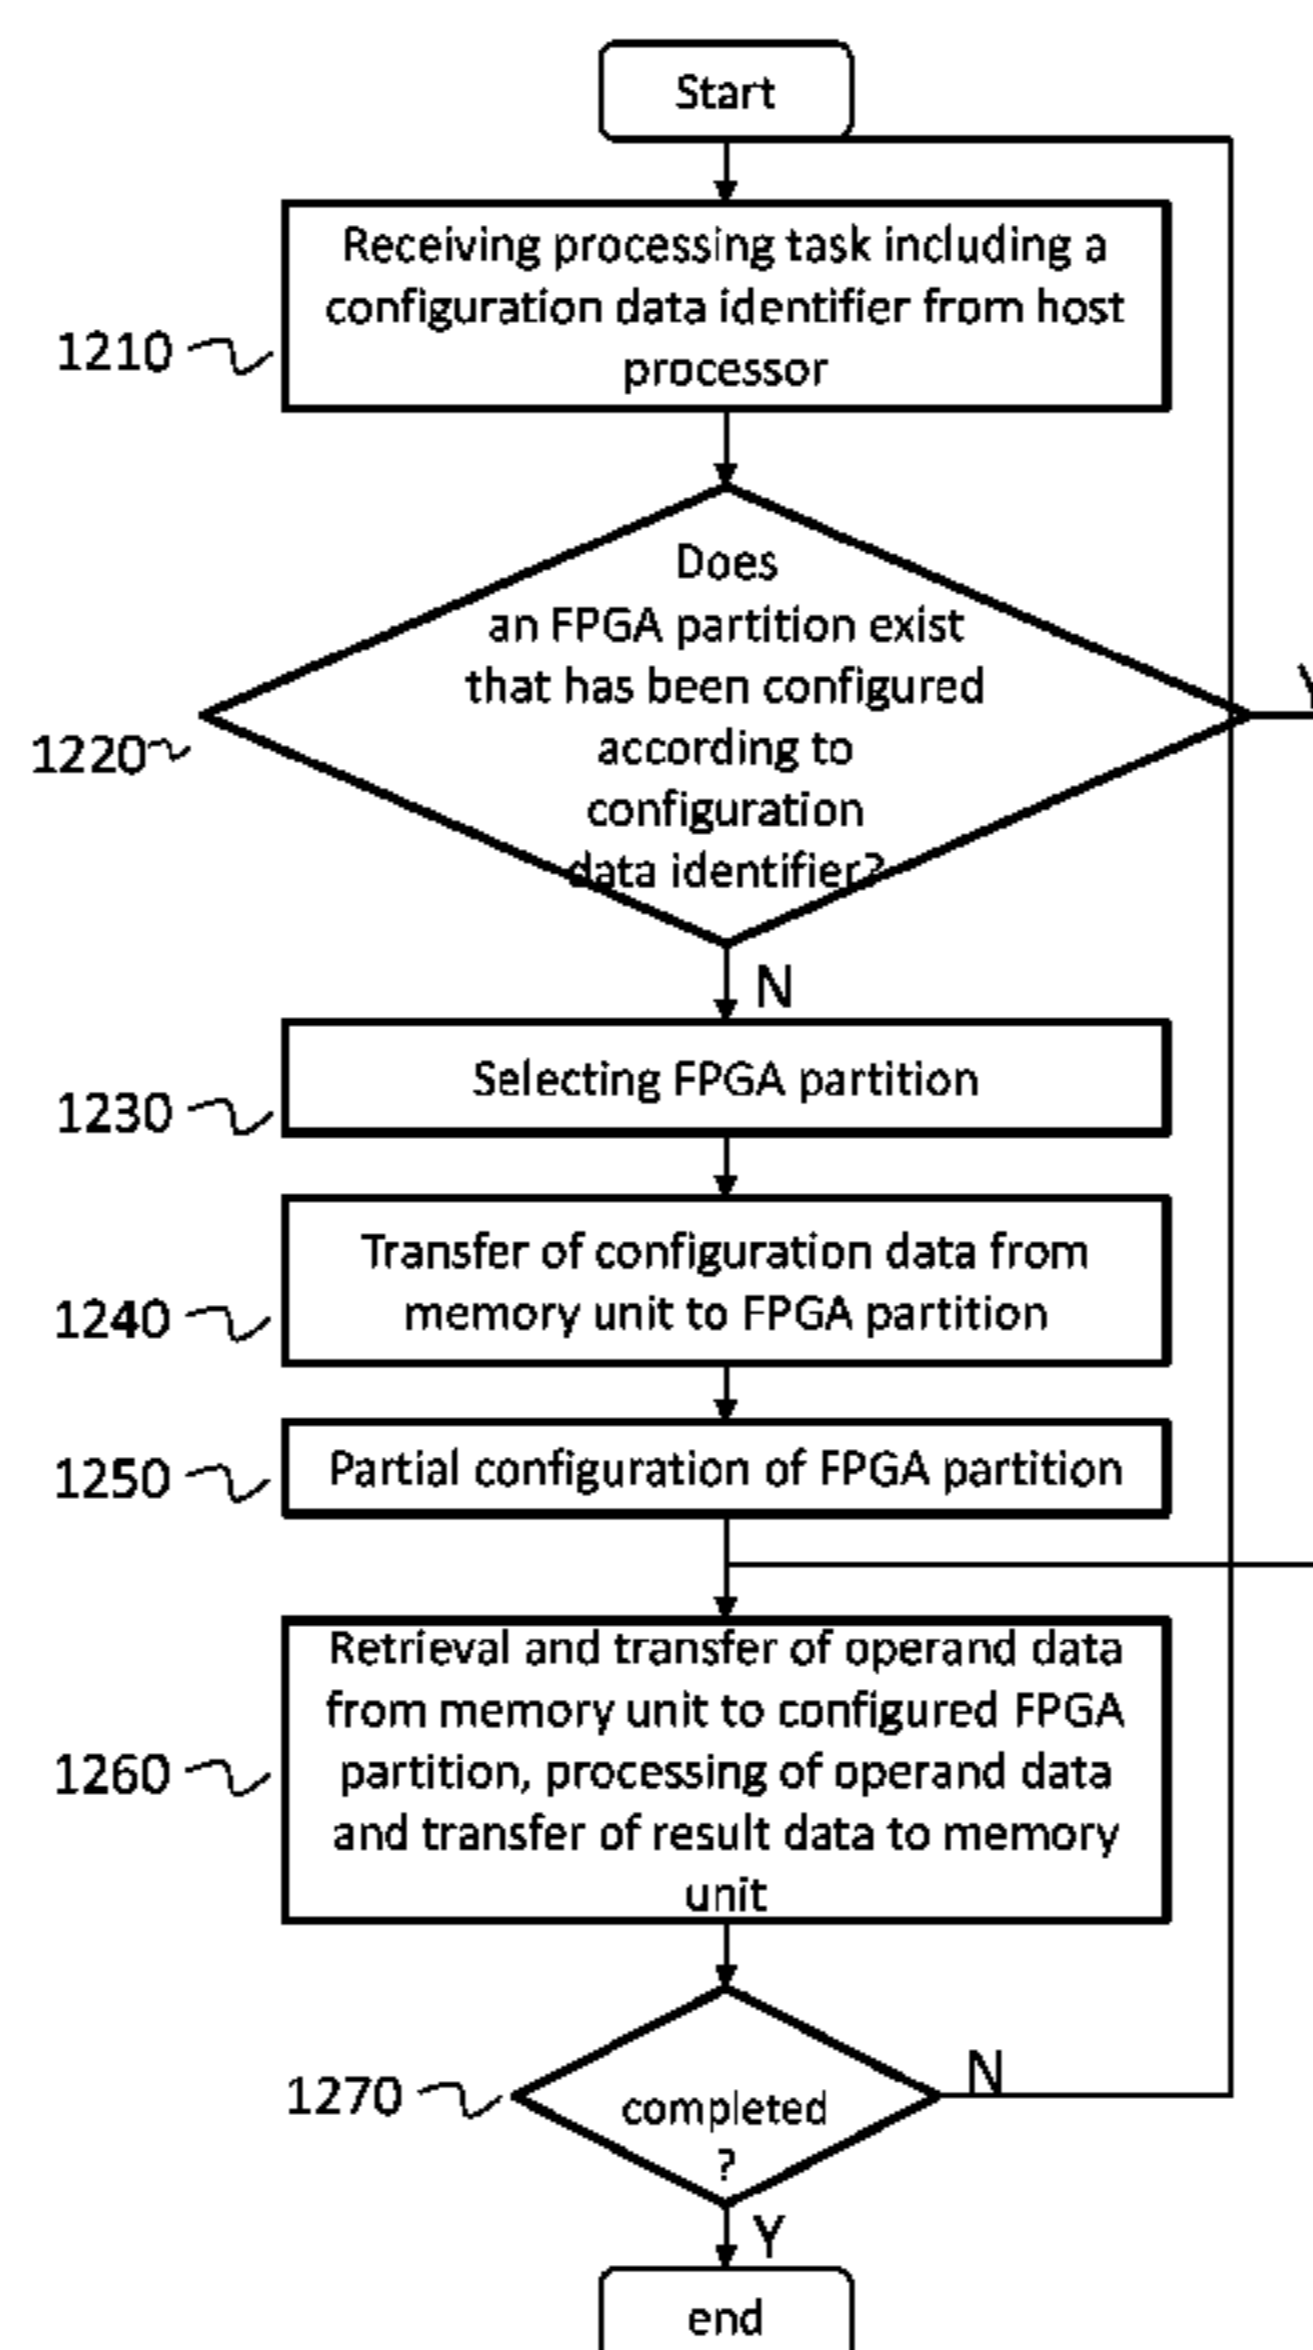 Start
Receiving processing task including a
configuration data identifier from host
processor
1210
Does
an FPGA partition exist
that has been configured
according to
configuration
data identifier?
1220
N
Selecting FPGA partition
1230
Transfer of configuration data from
memory unit to FPGA partition
1240
Partial configuration of FPGA partition
1250
Retrieval and transfer of operand data
from memory unit to configured FPGA
partition, processing of operand data
and transfer of result data to memory
unit
1260
completed
?
1270
N
Y
end